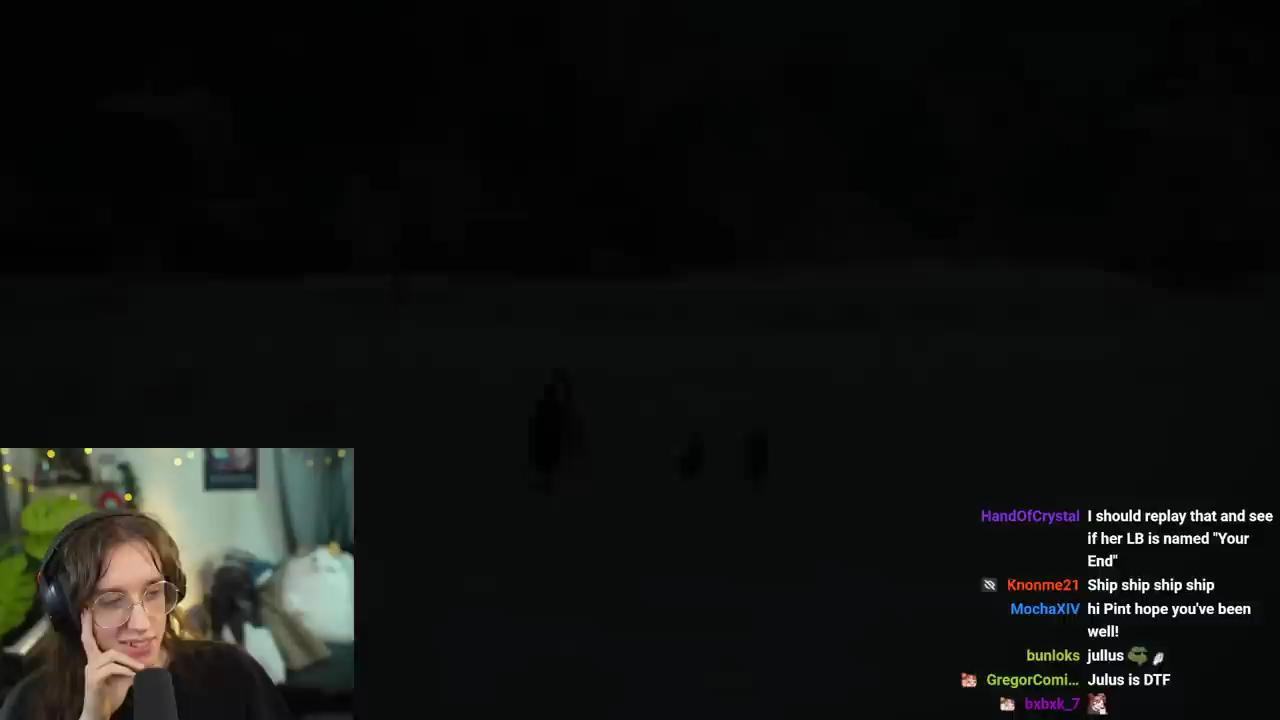 HandOfCrystal I should replay that and see
if her LB is named "Your
End"
Knonme21 Ship ship ship ship
MochaXIV hi Pint hope you've been
well!
bunloks jullus
GregorComi... Julus is DTF
bxbxk_7